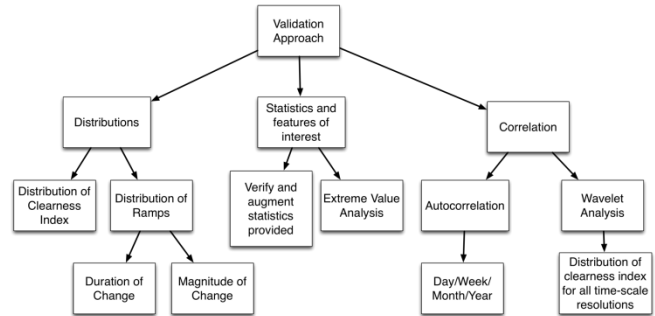 Validation
Approach
Distributions
Statistics and
features of
interest
Correlation
Distribution of
Clearness
Index
Distribution of
Ramps
Verify and
augment
statistics
provided
Extreme Value
Analysis
Autocorrelation
Wavelet
Analysis
Duration of
Change
Magnitude of
Change
Day/Week/
Month/Year
Distribution of
clearness index
for all time-scale
resolutions